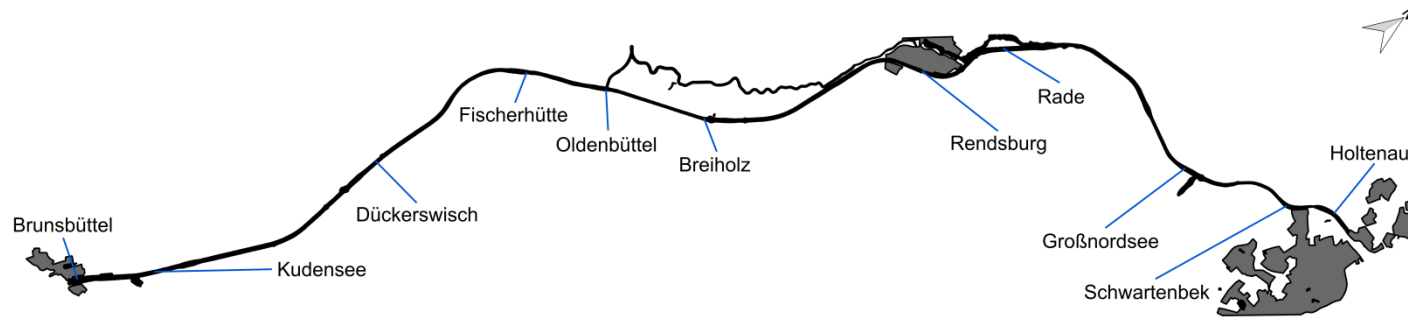 Fischerhütte
Oldenbüttel
Breiholz
Rade
Rendsburg
Holtenau
Dückerswisch
Brunsbüttel
Kudensee
Großnordsee
Schwartenbek